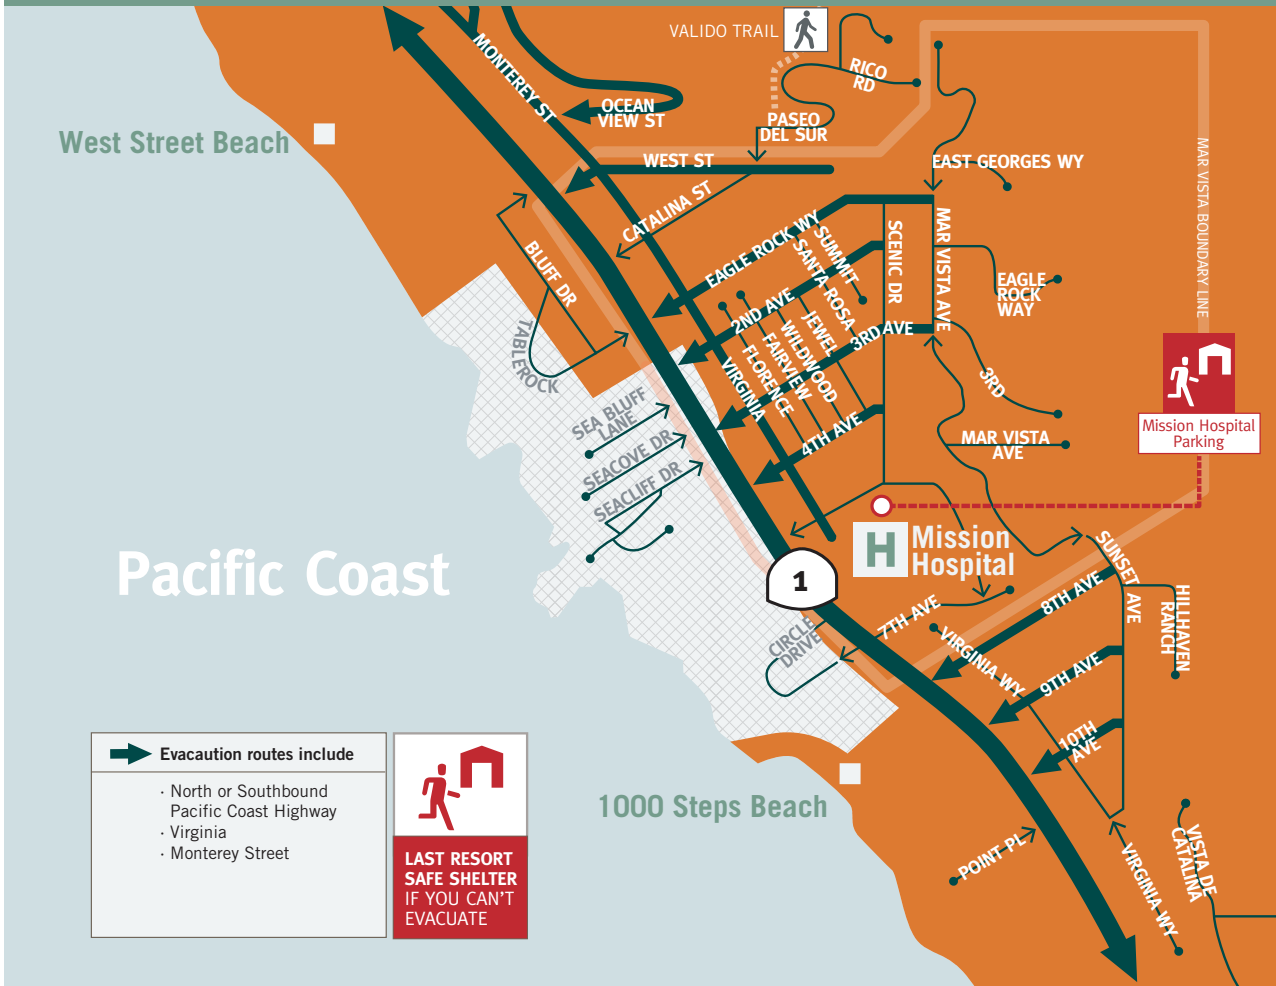 VALIDO TRAIL
MONTEREY ST
RICO
RD
OCEAN
VIEW ST
PASEO
DEL SUR
West Street Beach
WEST ST
EAST GEORGES WY
MAR VISTA BOUNDARY LINE
CATALINA ST
BLUFF DR
EAGLE ROCK WY
SUMMIT
SANTA ROSA
SCENIC DR
MAR VISTA AVE
EAGLE
ROCK
WAY
2ND AVE
JEWEL
WILDWOOD
FAIRVIEW
FLORENCE
VIRGINIA
3RD AVE
TABLEROCK
3RD
SEA BLUFF
LANE
SEACOVE DR
SEACLIFF DR
4TH AVE
MAR VISTA
AVE
Mission Hospital
Parking
H
Mission
Hospital
Pacific Coast
1
SUNSET AVE
8TH AVE
HILLHAVEN
RANCH
7TH AVE
CIRCLE
DRIVE
VIRGINIA WY
9TH AVE
10TH
AVE
Evacaution routes include
· North or Southbound
Pacific Coast Highway
· Virginia
· Monterey Street
LAST RESORT
SAFE SHELTER
IF YOU CAN'T
EVACUATE
1000 Steps Beach
POINT PL
VIRGINIA WY
VISTA DE
CATALINA